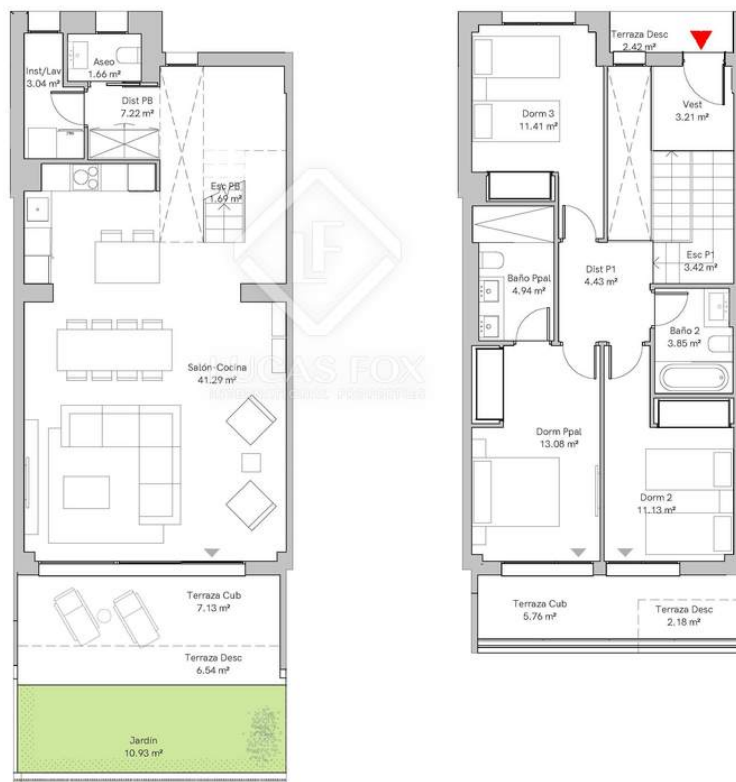 Inst/Lav
3.04 m²
Aseo
1.66 m²
Dist PB
7.22 m²
Esc PB
1.69 m²
Salón-Cocina
41.29 m²
Terraza Cub
7.13 m²
Terraza Desc
6.54 m²
Jardín
10.93 m²
LF
LUCAS FOX
INTERNATIONAL PROPERTIES
Terraza Desc
2.42 m²
Vest
3.21 m²
Dorm 3
11.41 m²
Esc P1
3.42 m²
Dist P1
4.43 m²
Baño Ppal
4.94 m²
Baño 2
3.85 m²
Dorm Ppal
13.08 m²
Dorm 2
11.13 m²
Terraza Cub
5.76 m²
Terraza Desc
2.18 m²